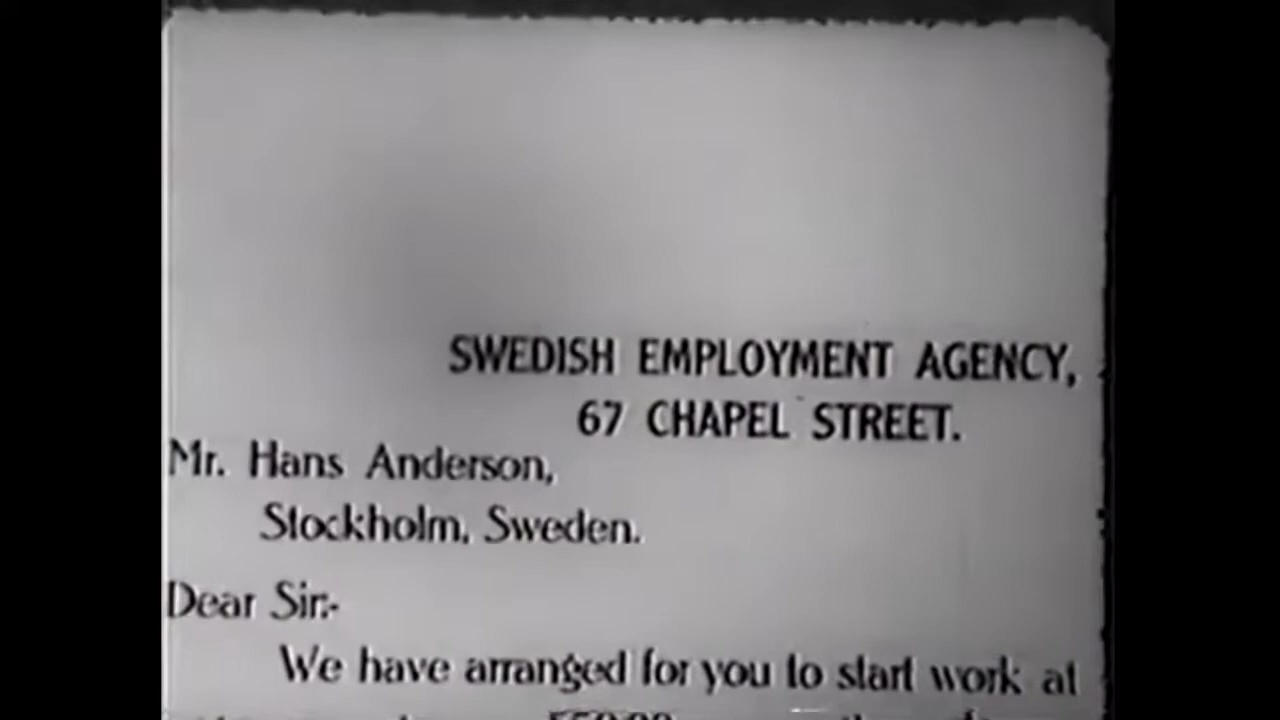 SWEDISH EMPLOYMENT AGENCY,
67 CHAPEL STREET.
Mr. Hans Anderson,
Stockholm, Sweden.
Dear Sir:-
We have arranged for you to start work at